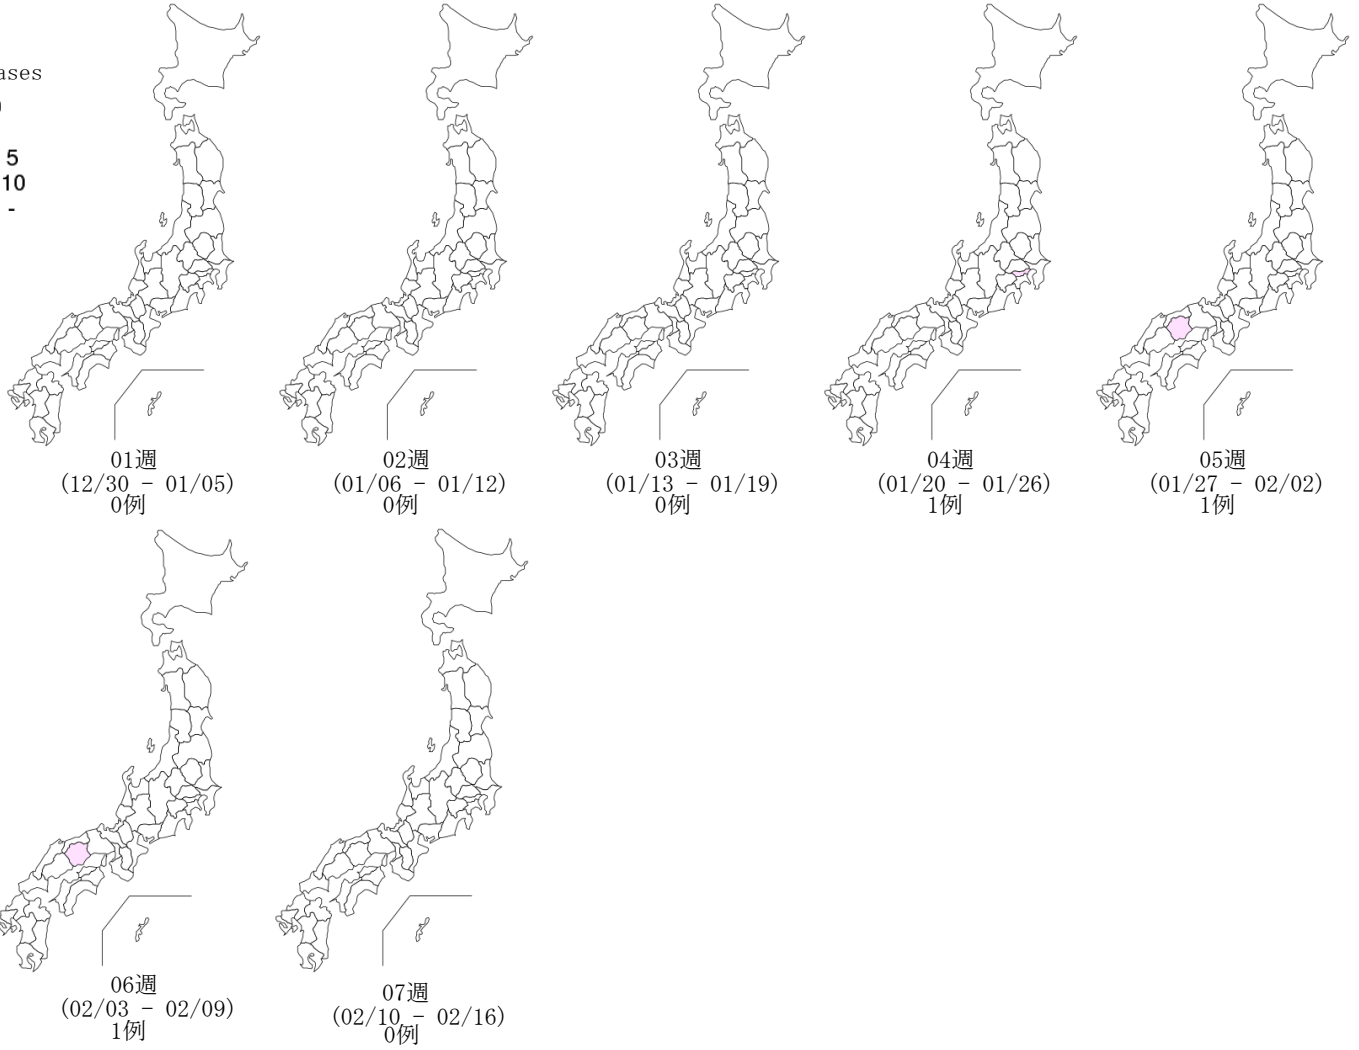 ases
5
10
-
01週
(12/30 - 01/05)
0例
02週
(01/06 - 01/12)
0例
03週
(01/13 - 01/19)
0例
04週
(01/20 - 01/26)
1例
05週
(01/27 - 02/02)
1例
06週
(02/03 - 02/09)
1例
07週
(02/10 - 02/16)
0例